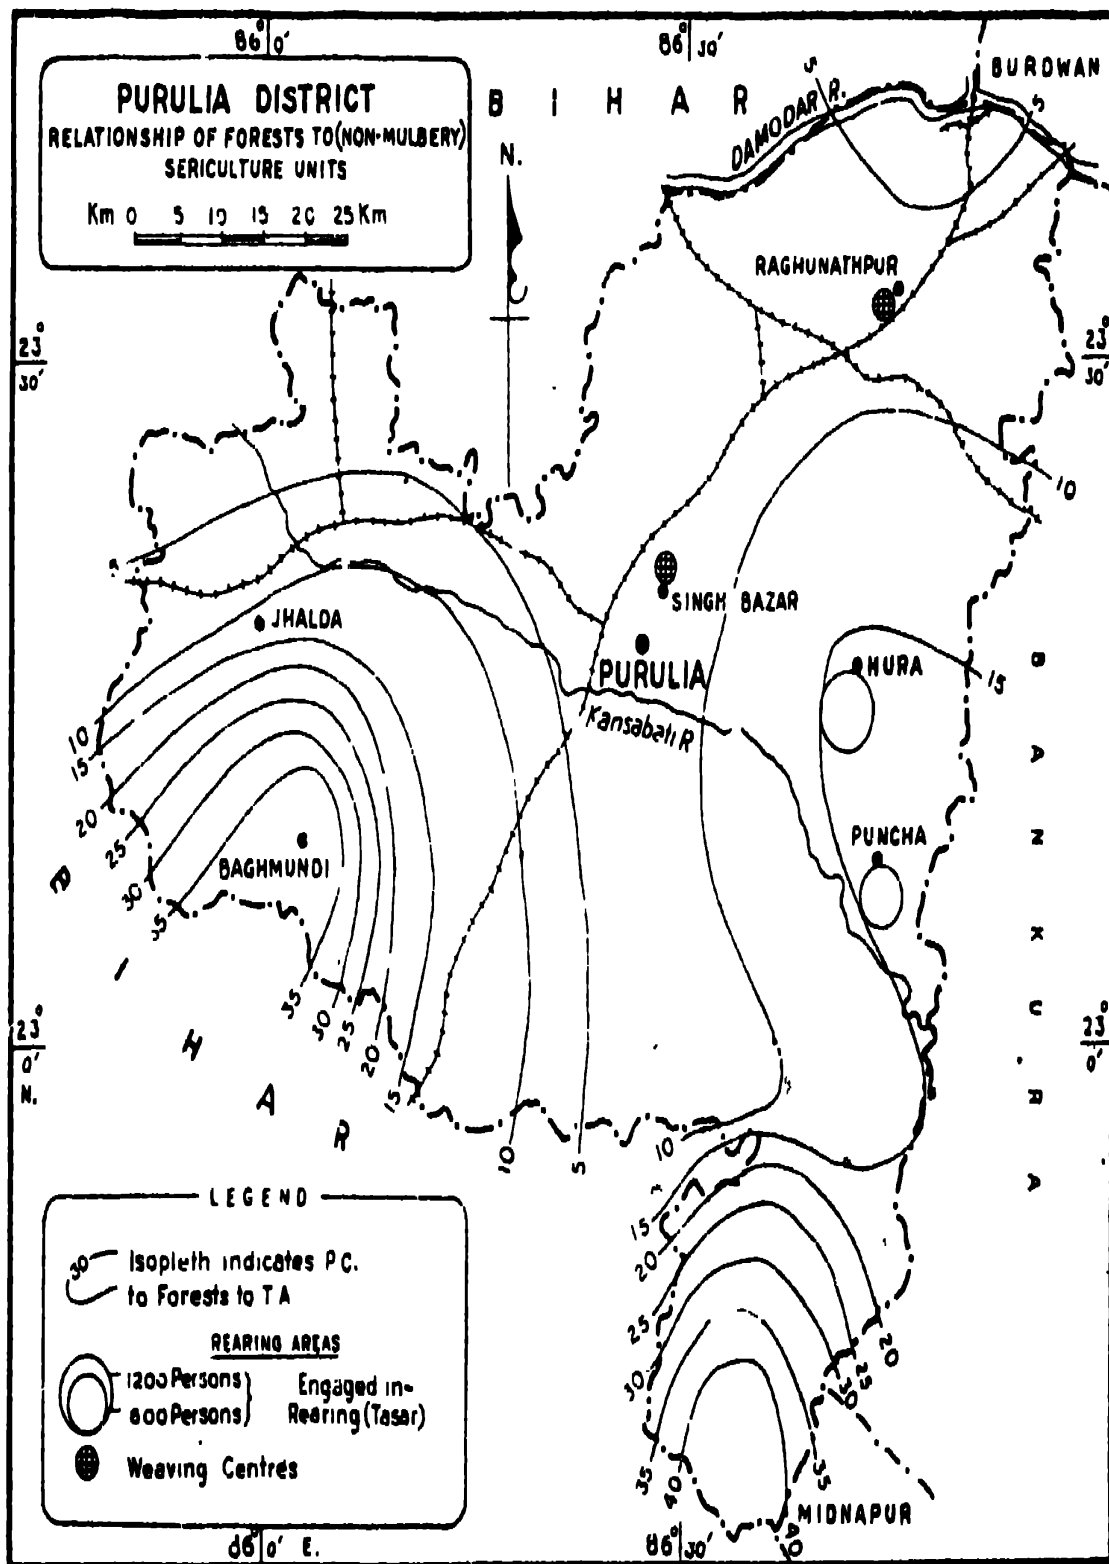 86° 0'
86° 30'
PURULIA DISTRICT
RELATIONSHIP OF FORESTS TO (NON-MULBERY)
SERICULTURE UNITS
Km 0 5 10 15 20 25 Km
B I H A R
N.
DAMODAR R.
BURDWAN
5
5
RAGHUNATHPUR
23° 30'
23° 30'
10
SINGH BAZAR
JHALDA
PURULIA
HURA
15
Kansabati R
10
15
20
25
30
35
BAGHMUNDI
PUNCHA
B A N K U R A
B I H A R
35
30
25
20
15
10
5
23° 0' N.
23° 0'
10
15
20
25
30
35
40
20
25
30
35
40
MIDNAPUR
LEGEND
30 Isopleth indicates P C.
to Forests to T A
REARING AREAS
1200 Persons
800 Persons
Engaged in-
Rearing (Tasar)
Weaving Centres
86° 0' E.
86° 30'